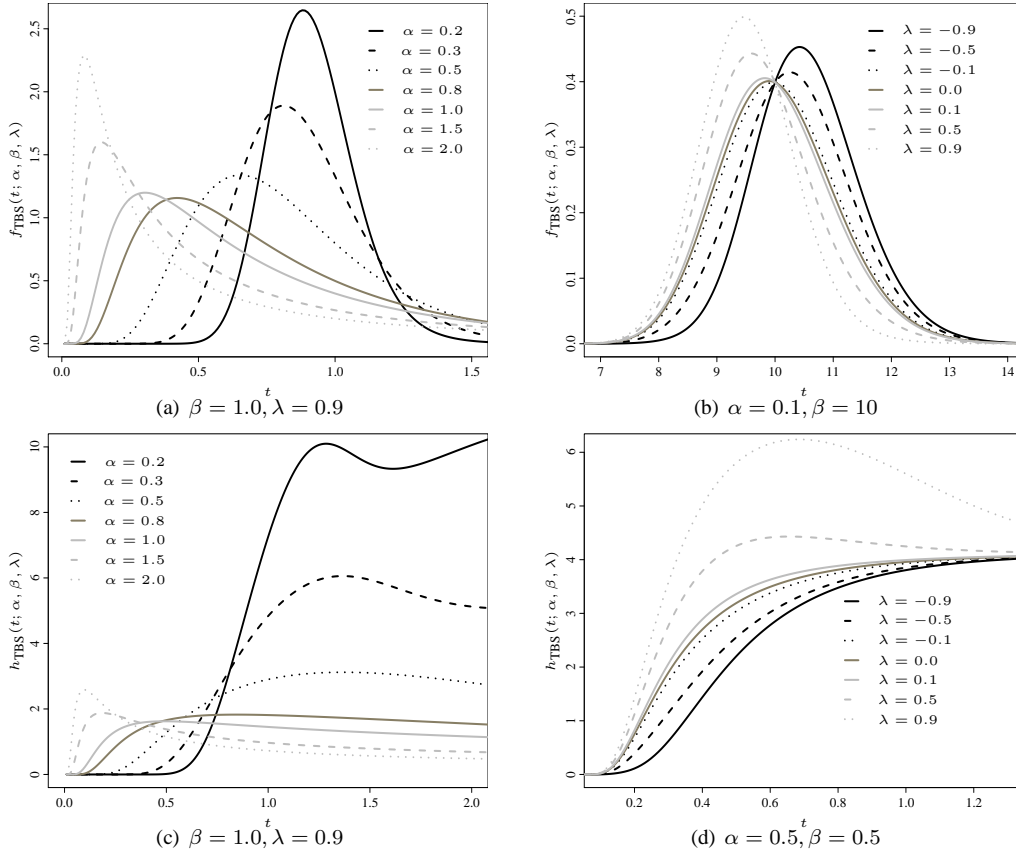 f_TBS(t; α, β, λ)
0.0 0.5 1.0 1.5 2.0 2.5
α = 0.2
α = 0.3
α = 0.5
α = 0.8
α = 1.0
α = 1.5
α = 2.0
0.0 0.5 1.0 1.5
t
(a) β = 1.0, λ = 0.9
f_TBS(t; α, β, λ)
0.0 0.1 0.2 0.3 0.4 0.5
λ = −0.9
λ = −0.5
λ = −0.1
λ = 0.0
λ = 0.1
λ = 0.5
λ = 0.9
7 8 9 10 11 12 13 14
t
(b) α = 0.1, β = 10
h_TBS(t; α, β, λ)
0 2 4 6 8 10
α = 0.2
α = 0.3
α = 0.5
α = 0.8
α = 1.0
α = 1.5
α = 2.0
0.0 0.5 1.0 1.5 2.0
t
(c) β = 1.0, λ = 0.9
h_TBS(t; α, β, λ)
0 1 2 3 4 5 6
λ = −0.9
λ = −0.5
λ = −0.1
λ = 0.0
λ = 0.1
λ = 0.5
λ = 0.9
0.2 0.4 0.6 0.8 1.0 1.2
t
(d) α = 0.5, β = 0.5